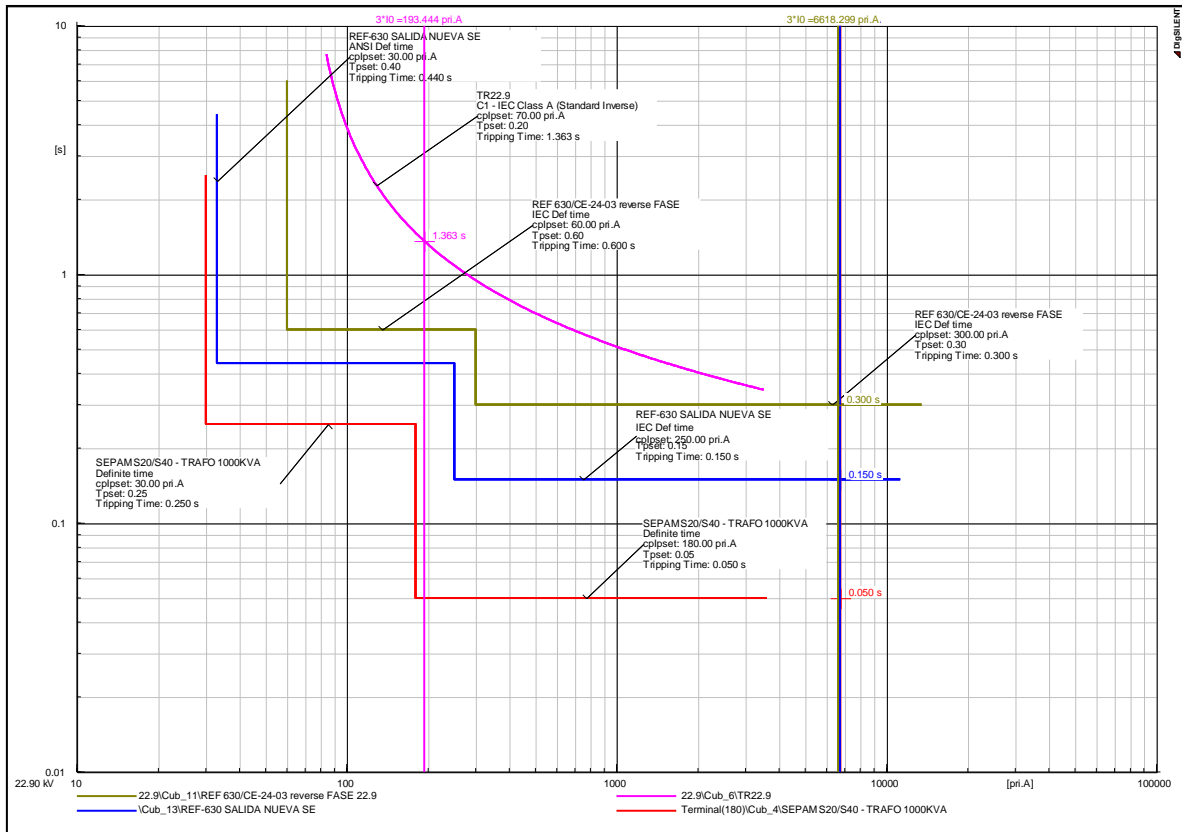 3*I0 =193.444 pri.A
3*I0 =6618.299 pri.A.
DIgSILENT
10
REF-630 SALIDA NUEVA SE
ANSI Def time
cpIpset: 30.00 pri.A
Tpset: 0.40
Tripping Time: 0.440 s
TR22.9
C1 - IEC Class A (Standard Inverse)
cpIpset: 70.00 pri.A
Tpset: 0.20
Tripping Time: 1.363 s
[s]
REF 630/CE-24-03 reverse FASE
IEC Def time
cpIpset: 60.00 pri.A
Tpset: 0.60
Tripping Time: 0.600 s
1.363 s
1
REF 630/CE-24-03 reverse FASE
IEC Def time
cpIpset: 300.00 pri.A
Tpset: 0.30
Tripping Time: 0.300 s
0.300 s
REF-630 SALIDA NUEVA SE
IEC Def time
cpIpset: 250.00 pri.A
Tpset: 0.15
Tripping Time: 0.150 s
0.150 s
SEPAM S20/S40 - TRAFO 1000KVA
Definite time
cpIpset: 30.00 pri.A
Tpset: 0.25
Tripping Time: 0.250 s
0.1
SEPAM S20/S40 - TRAFO 1000KVA
Definite time
cpIpset: 180.00 pri.A
Tpset: 0.05
Tripping Time: 0.050 s
0.050 s
0.01
22.90 kV
10
100
1000
10000
[pri.A]
100000
22.9\Cub_11\REF 630/CE-24-03 reverse FASE 22.9
22.9\Cub_6\TR22.9
\Cub_13\REF-630 SALIDA NUEVA SE
Terminal(180)\Cub_4\SEPAM S20/S40 - TRAFO 1000KVA